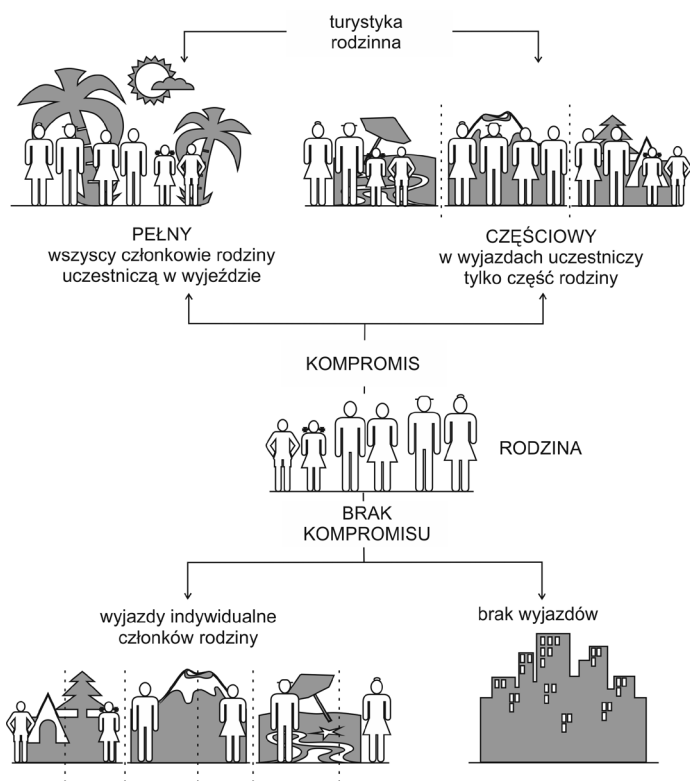 turystyka
rodzinna
PEŁNY
wszyscy członkowie rodziny
uczestniczą w wyjeździe
CZĘŚCIOWY
w wyjazdach uczestniczy
tylko część rodziny
KOMPROMIS
RODZINA
BRAK
KOMPROMISU
wyjazdy indywidualne
członków rodziny
brak wyjazdów